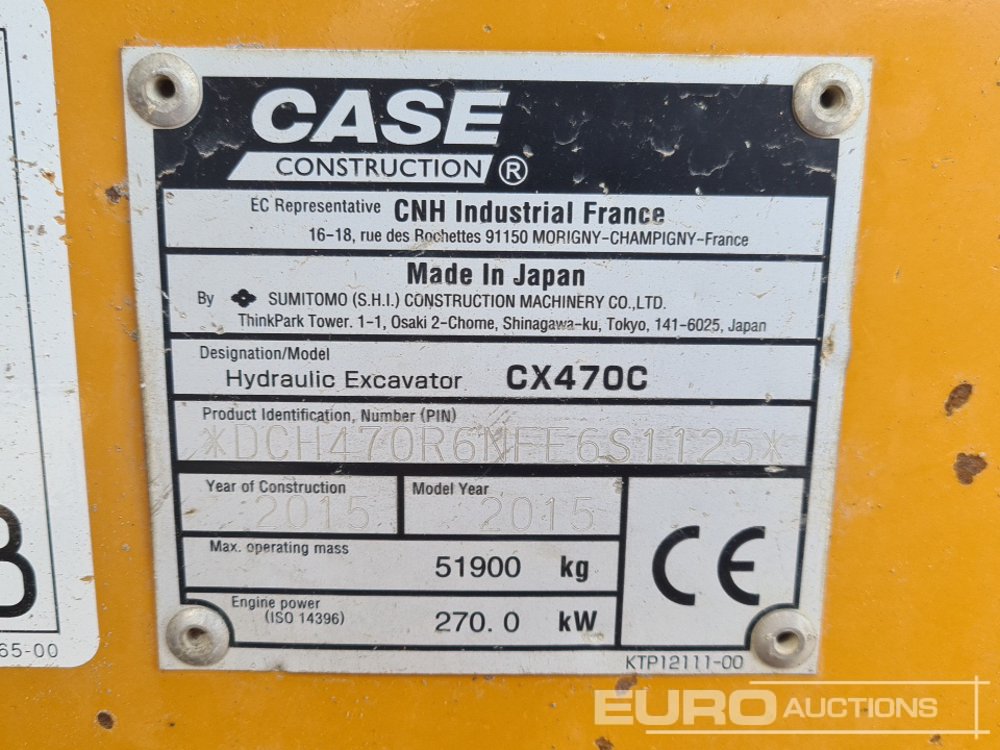 CASE
CONSTRUCTION ®
EC Representative CNH Industrial France
16-18, rue des Rochettes 91150 MORIGNY-CHAMPIGNY-France
Made In Japan
By SUMITOMO (S.H.I.) CONSTRUCTION MACHINERY CO.,LTD.
ThinkPark Tower. 1-1, Osaki 2-Chome, Shinagawa-ku, Tokyo, 141-6025, Japan
Designation/Model
Hydraulic Excavator CX470C
Product Identification, Number (PIN)
*DCH470R6NFE6S1125*
Year of Construction
2015
Model Year
2015
Max. operating mass
51900 kg
Engine power
(ISO 14396)
270.0 kW
CE
KTP12111-00
65-00
EURO AUCTIONS